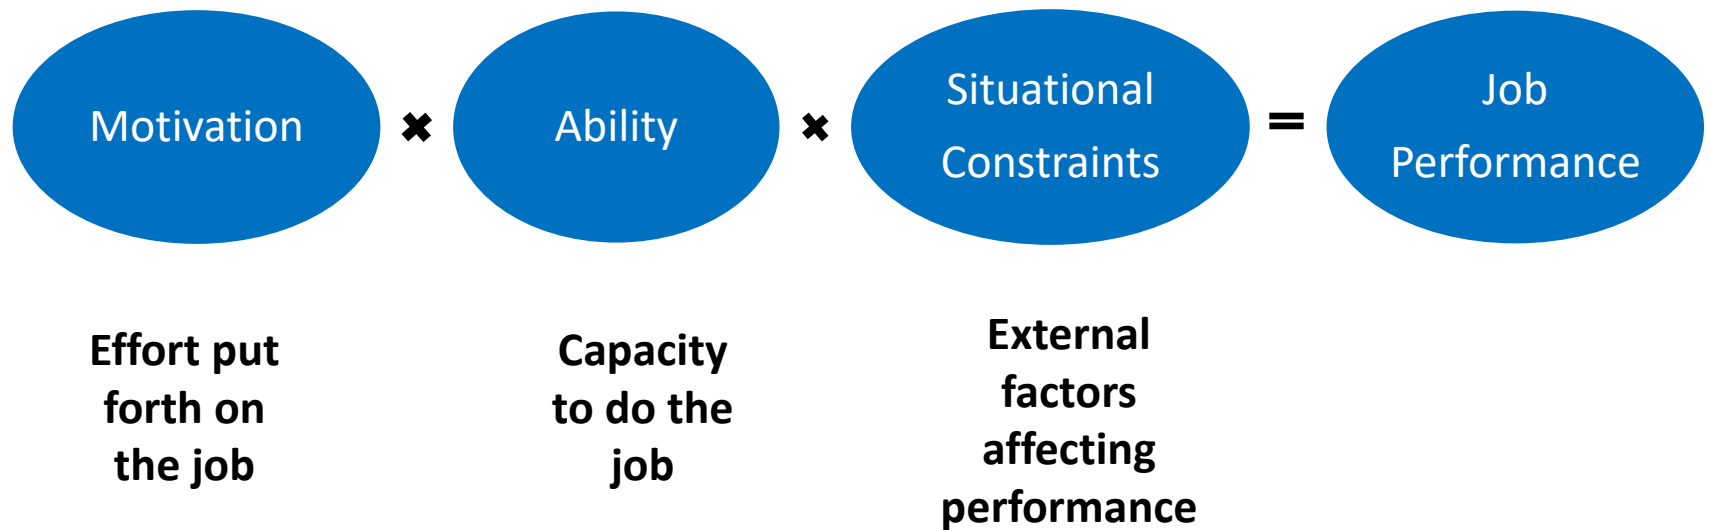 Motivation
✖
Ability
✖
Situational
Constraints
=
Job
Performance
Effort put
forth on
the job
Capacity
to do the
job
External
factors
affecting
performance